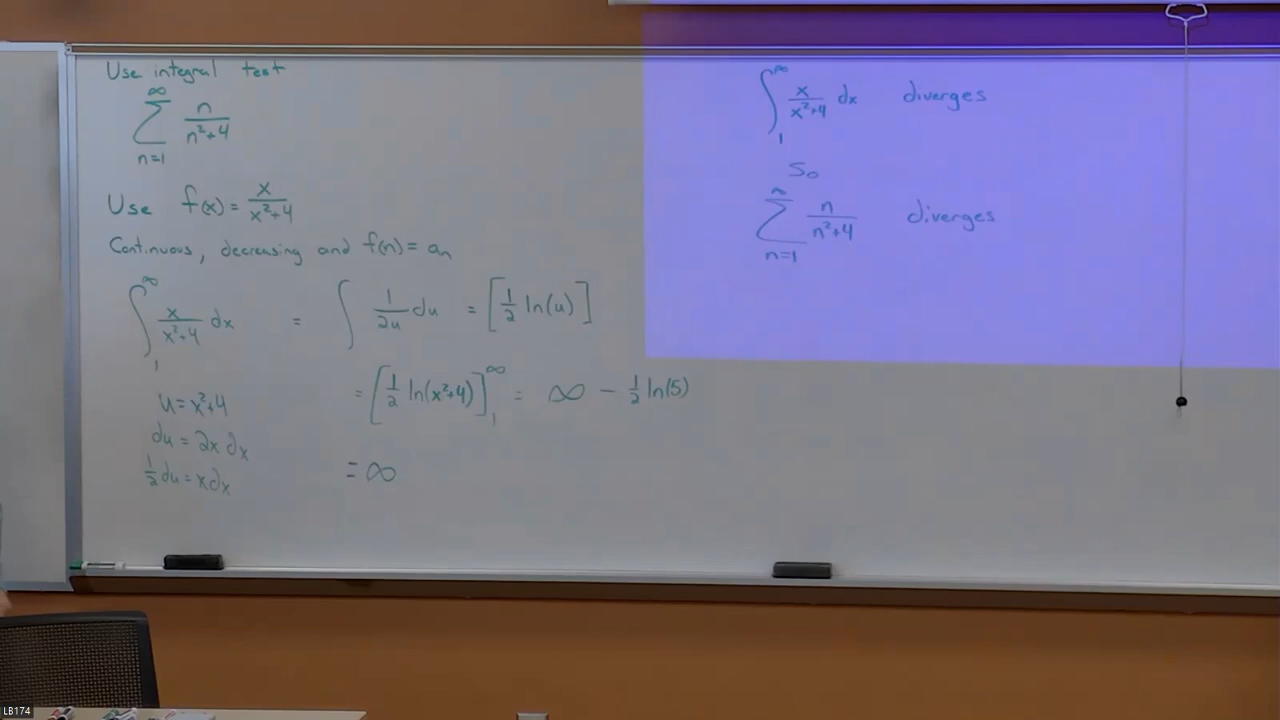 Use integral test
∞
∑ n/(n²+4)
n=1
Use f(x) = x/(x²+4)
Continuous, decreasing and f(n) = aₙ
∫₁^∞ x/(x²+4) dx = ∫ 1/(2u) du = [1/2 ln(u)]
= [1/2 ln(x²+4)]₁^∞ = ∞ − 1/2 ln(5)
u = x²+4
du = 2x dx
1/2 du = x dx
= ∞
∫₁^∞ x/(x²+4) dx diverges
So
∞
∑ n/(n²+4) diverges
n=1
LB174